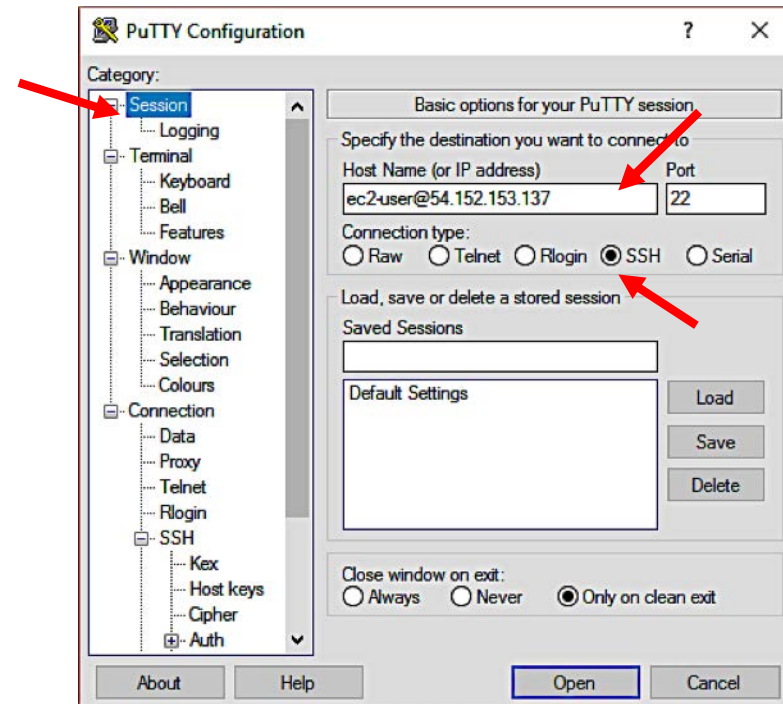 PuTTY Configuration
?
Category:
Session
Logging
Terminal
Keyboard
Bell
Features
Window
Appearance
Behaviour
Translation
Selection
Colours
Connection
Data
Proxy
Telnet
Rlogin
SSH
Kex
Host keys
Cipher
Auth
Basic options for your PuTTY session
Specify the destination you want to connect to
Host Name (or IP address) Port
ec2-user@54.152.153.137 22
Connection type:
Raw Telnet Rlogin SSH Serial
Load, save or delete a stored session
Saved Sessions
Default Settings
Load
Save
Delete
Close window on exit:
Always Never Only on clean exit
About Help Open Cancel